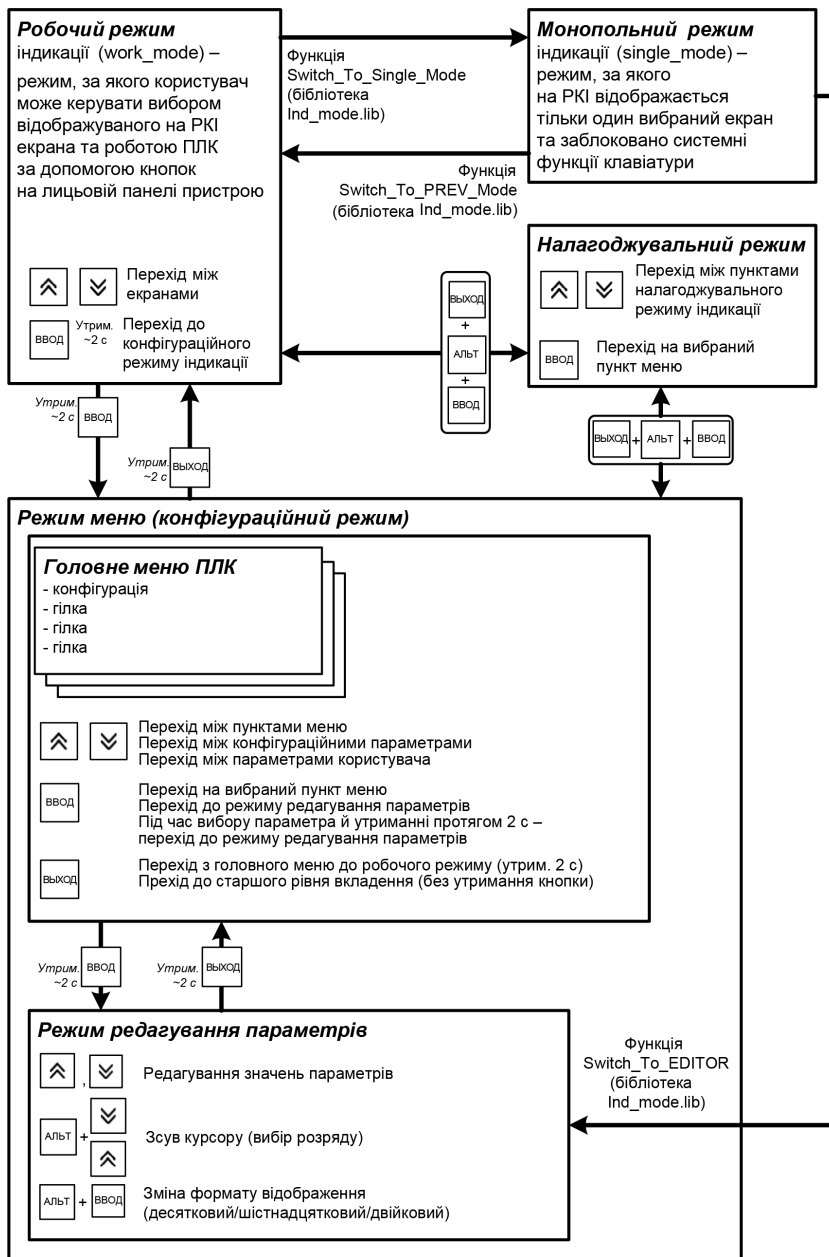 Робочий режим
індикації (work_mode) –
режим, за якого користувач
може керувати вибором
відображуваного на РКІ
екрана та роботою ПЛК
за допомогою кнопок
на лицьовій панелі пристрою
Перехід між
екранами
ВВОД
Утрим.
~2 с
Перехід до
конфігураційного
режиму індикації
Функція
Switch_To_Single_Mode
(бібліотека
Ind_mode.lib)
Функція
Switch_To_PREV_Mode
(бібліотека Ind_mode.lib)
Монопольний режим
індикації (single_mode) –
режим, за якого
на РКІ відображається
тільки один вибраний екран
та заблоковано системні
функції клавіатури
ВЫХОД
+
АЛЬТ
+
ВВОД
Налагоджувальний режим
Перехід між пунктами
налагоджувального
режиму індикації
ВВОД
Перехід на вибраний
пункт меню
Утрим.
~2 с
ВВОД
Утрим.
~2 с
ВЫХОД
ВЫХОД + АЛЬТ + ВВОД
Режим меню (конфігураційний режим)
Головне меню ПЛК
- конфігурація
- гілка
- гілка
- гілка
Перехід між пунктами меню
Перехід між конфігураційними параметрами
Перехід між параметрами користувача
ВВОД
Перехід на вибраний пункт меню
Перехід до режиму редагування параметрів
Під час вибору параметра й утриманні протягом 2 с –
перехід до режиму редагування параметрів
ВЫХОД
Перехід з головного меню до робочого режиму (утрим. 2 с)
Прехід до старшого рівня вкладення (без утримання кнопки)
Утрим.
~2 с
ВВОД
Утрим.
~2 с
ВЫХОД
Режим редагування параметрів
,
Редагування значень параметрів
АЛЬТ +
Зсув курсору (вибір розряду)
АЛЬТ + ВВОД
Зміна формату відображення
(десятковий/шістнадцятковий/двійковий)
Функція
Switch_To_EDITOR
(бібліотека
Ind_mode.lib)